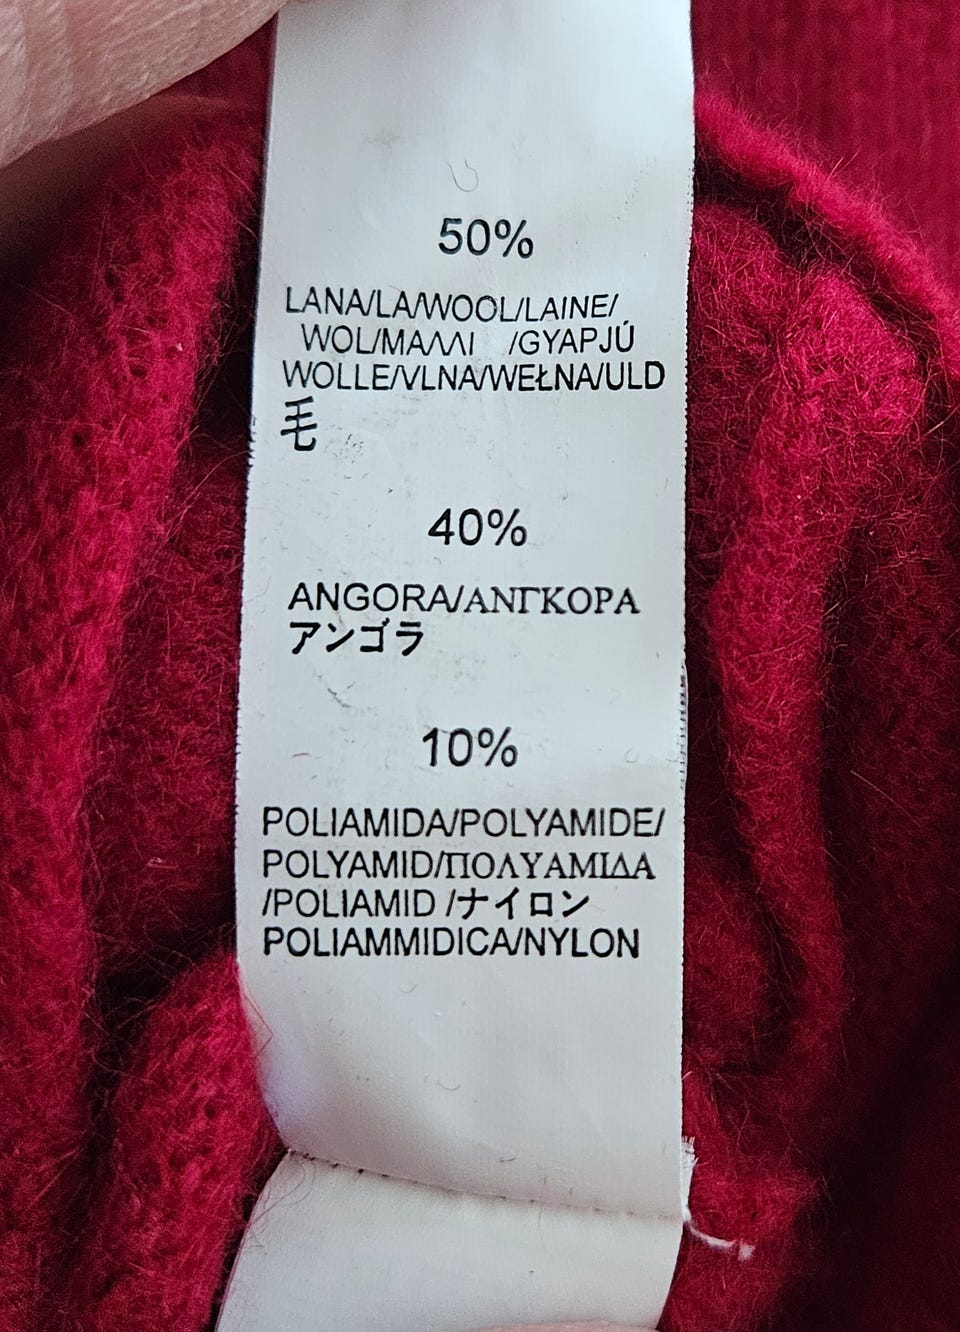 50%
LANA/LA/WOOL/LAINE/
WOL/ΜΑΛΛΙ /GYAPJÚ
WOLLE/VLNA/WEŁNA/ULD
毛
40%
ANGORA/ΑΝΓΚΟΡΑ
アンゴラ
10%
POLIAMIDA/POLYAMIDE/
POLYAMID/ΠΟΛΥΑΜΙΔΑ
/POLIAMID /ナイロン
POLIAMMIDICA/NYLON